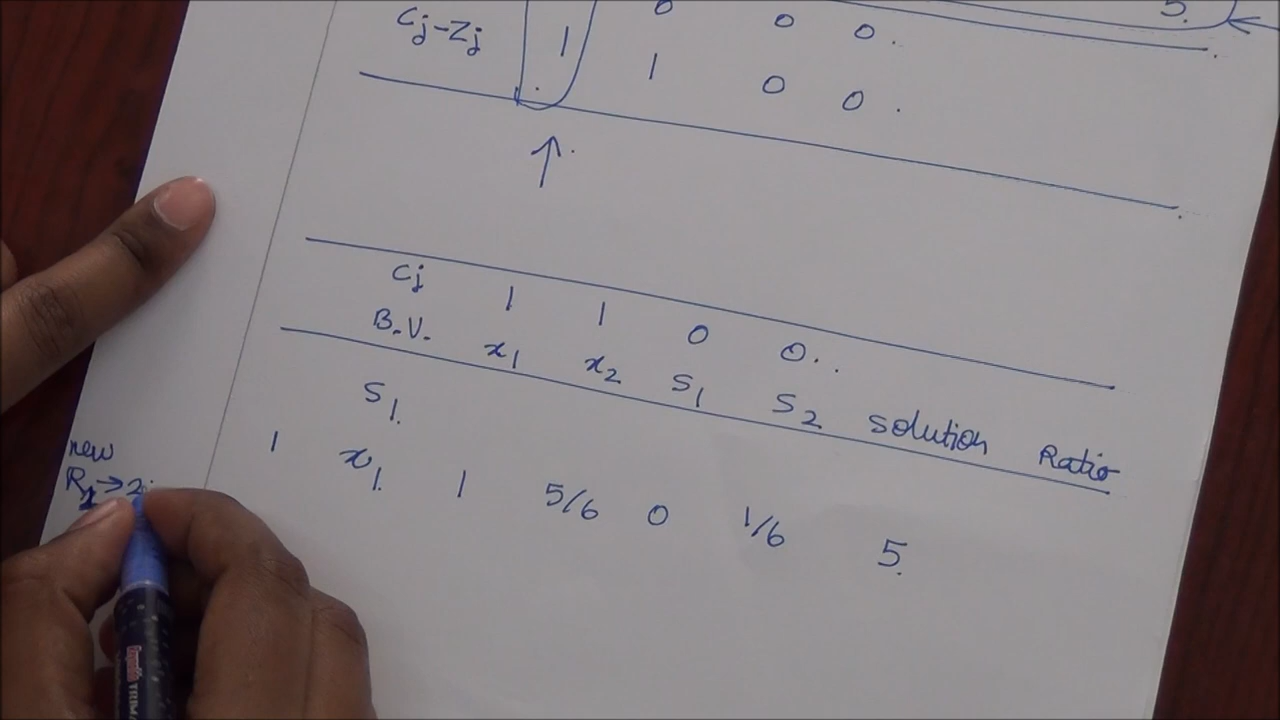 0 0 0 . 5.
Cj-Zj 1 1 0 0 .
Cj 1 1 0 0 ..
B.V. x1 x2 S1 S2 solution Ratio
S1.
1 x1. 1 5/6 0 1/6 5.
new